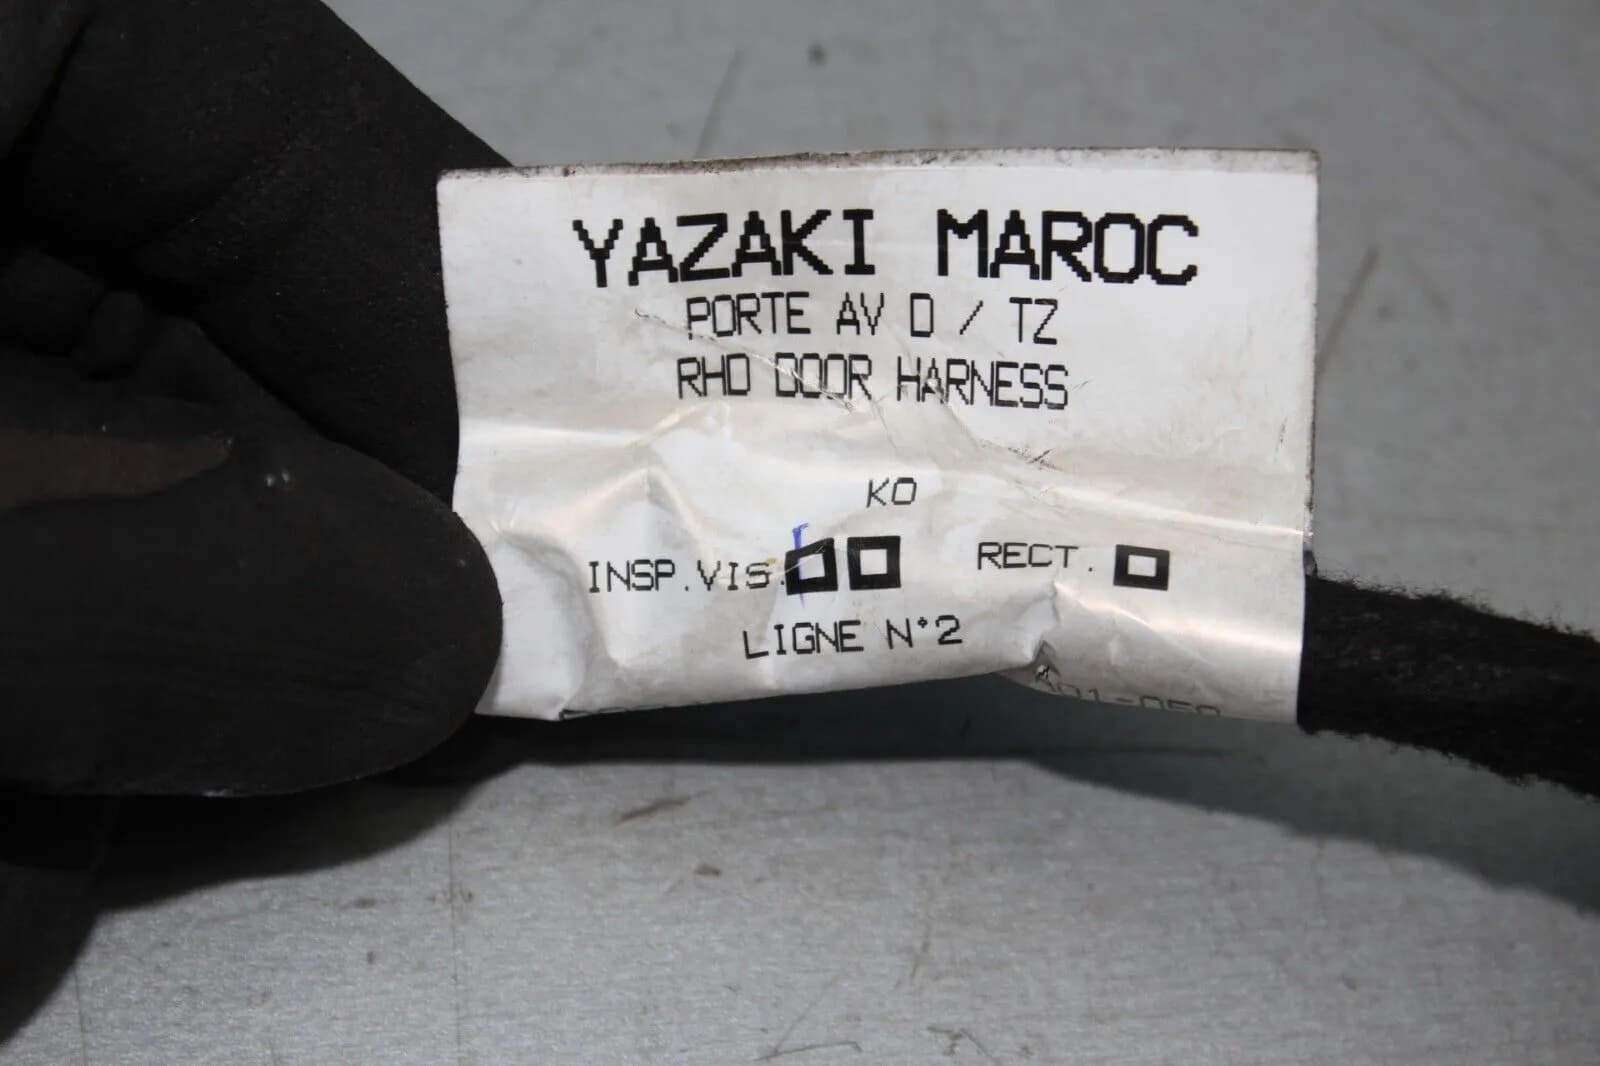 YAZAKI MAROC
PORTE AV D / TZ
RHD DOOR HARNESS
KO
INSP.VIS.
RECT.
LIGNE N°2